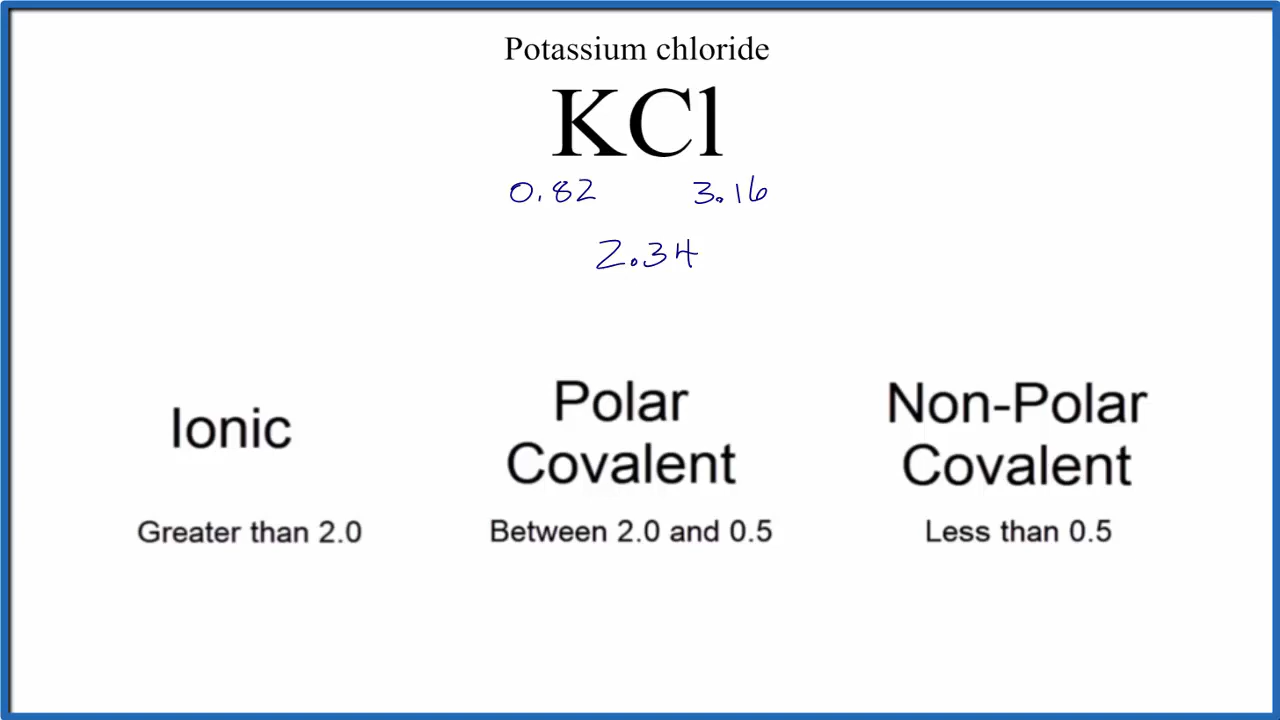 Potassium chloride
KCl
0.82 3.16
2.34
Ionic
Greater than 2.0
Polar
Covalent
Between 2.0 and 0.5
Non-Polar
Covalent
Less than 0.5